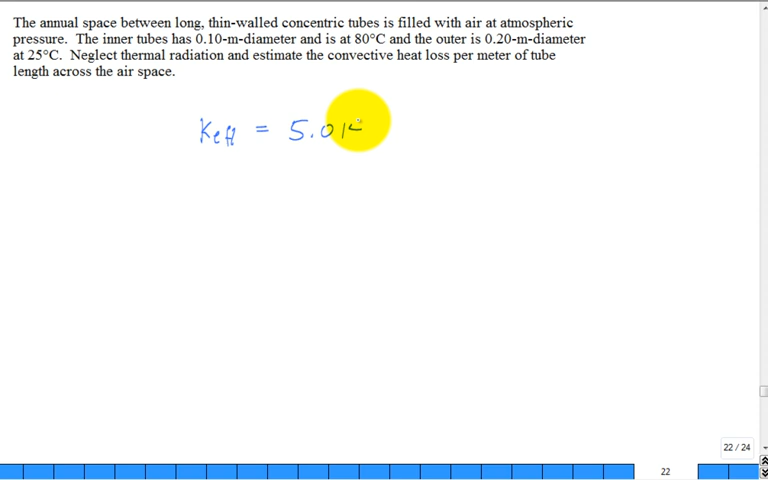 The annual space between long, thin-walled concentric tubes is filled with air at atmospheric
pressure. The inner tubes has 0.10-m-diameter and is at 80°C and the outer is 0.20-m-diameter
at 25°C. Neglect thermal radiation and estimate the convective heat loss per meter of tube
length across the air space.
Keff = 5.0K
22 / 24
22